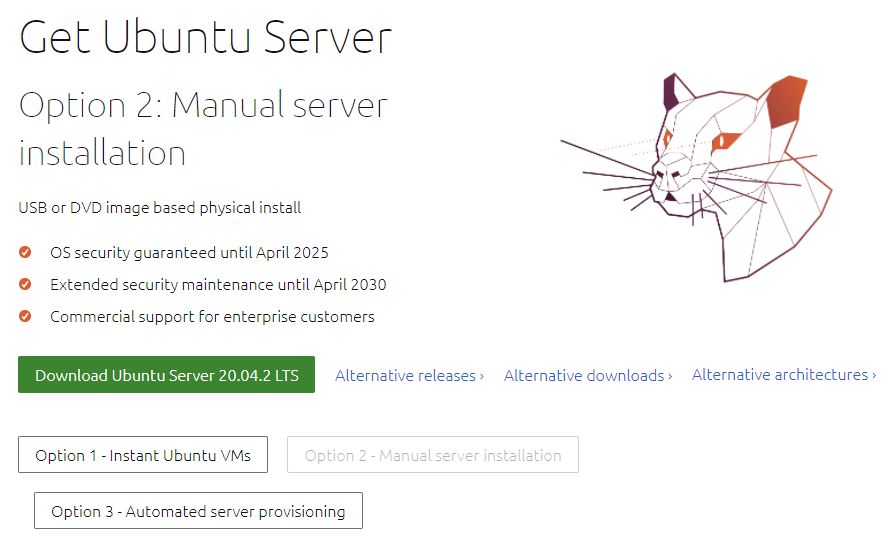 Get Ubuntu Server
Option 2: Manual server
installation
USB or DVD image based physical install
OS security guaranteed until April 2025
Extended security maintenance until April 2030
Commercial support for enterprise customers
Download Ubuntu Server 20.04.2 LTS
Alternative releases ›
Alternative downloads ›
Alternative architectures ›
Option 1 - Instant Ubuntu VMs
Option 2 - Manual server installation
Option 3 - Automated server provisioning